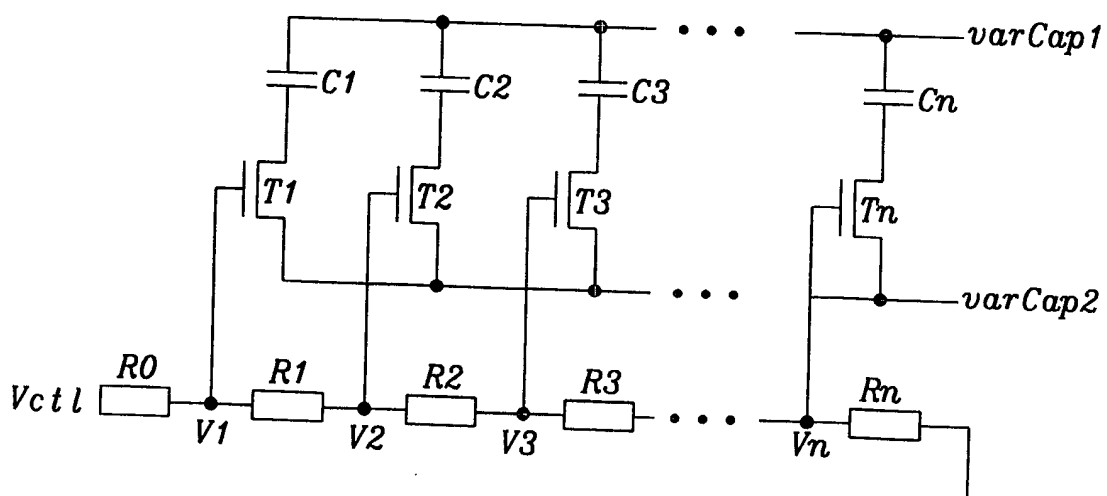 varCap1
C1
C2
C3
Cn
T1
T2
T3
Tn
varCap2
Vctl
R0
R1
R2
R3
Rn
V1
V2
V3
Vn